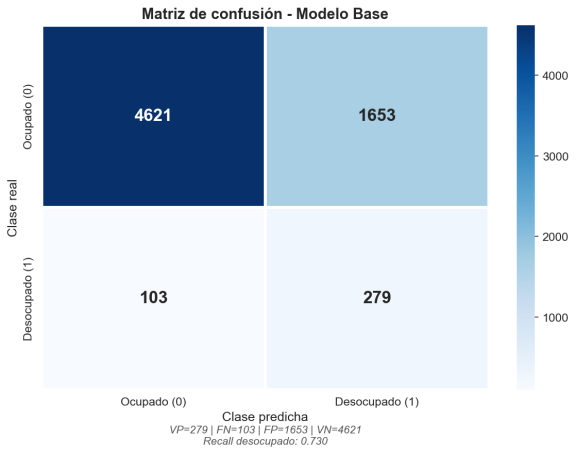 Matriz de confusión - Modelo Base
Ocupado (0)
4621
1653
4000
3000
2000
1000
Clase real
Desocupado (1)
103
279
Ocupado (0)
Desocupado (1)
Clase predicha
VP=279 | FN=103 | FP=1653 | VN=4621
Recall desocupado: 0.730